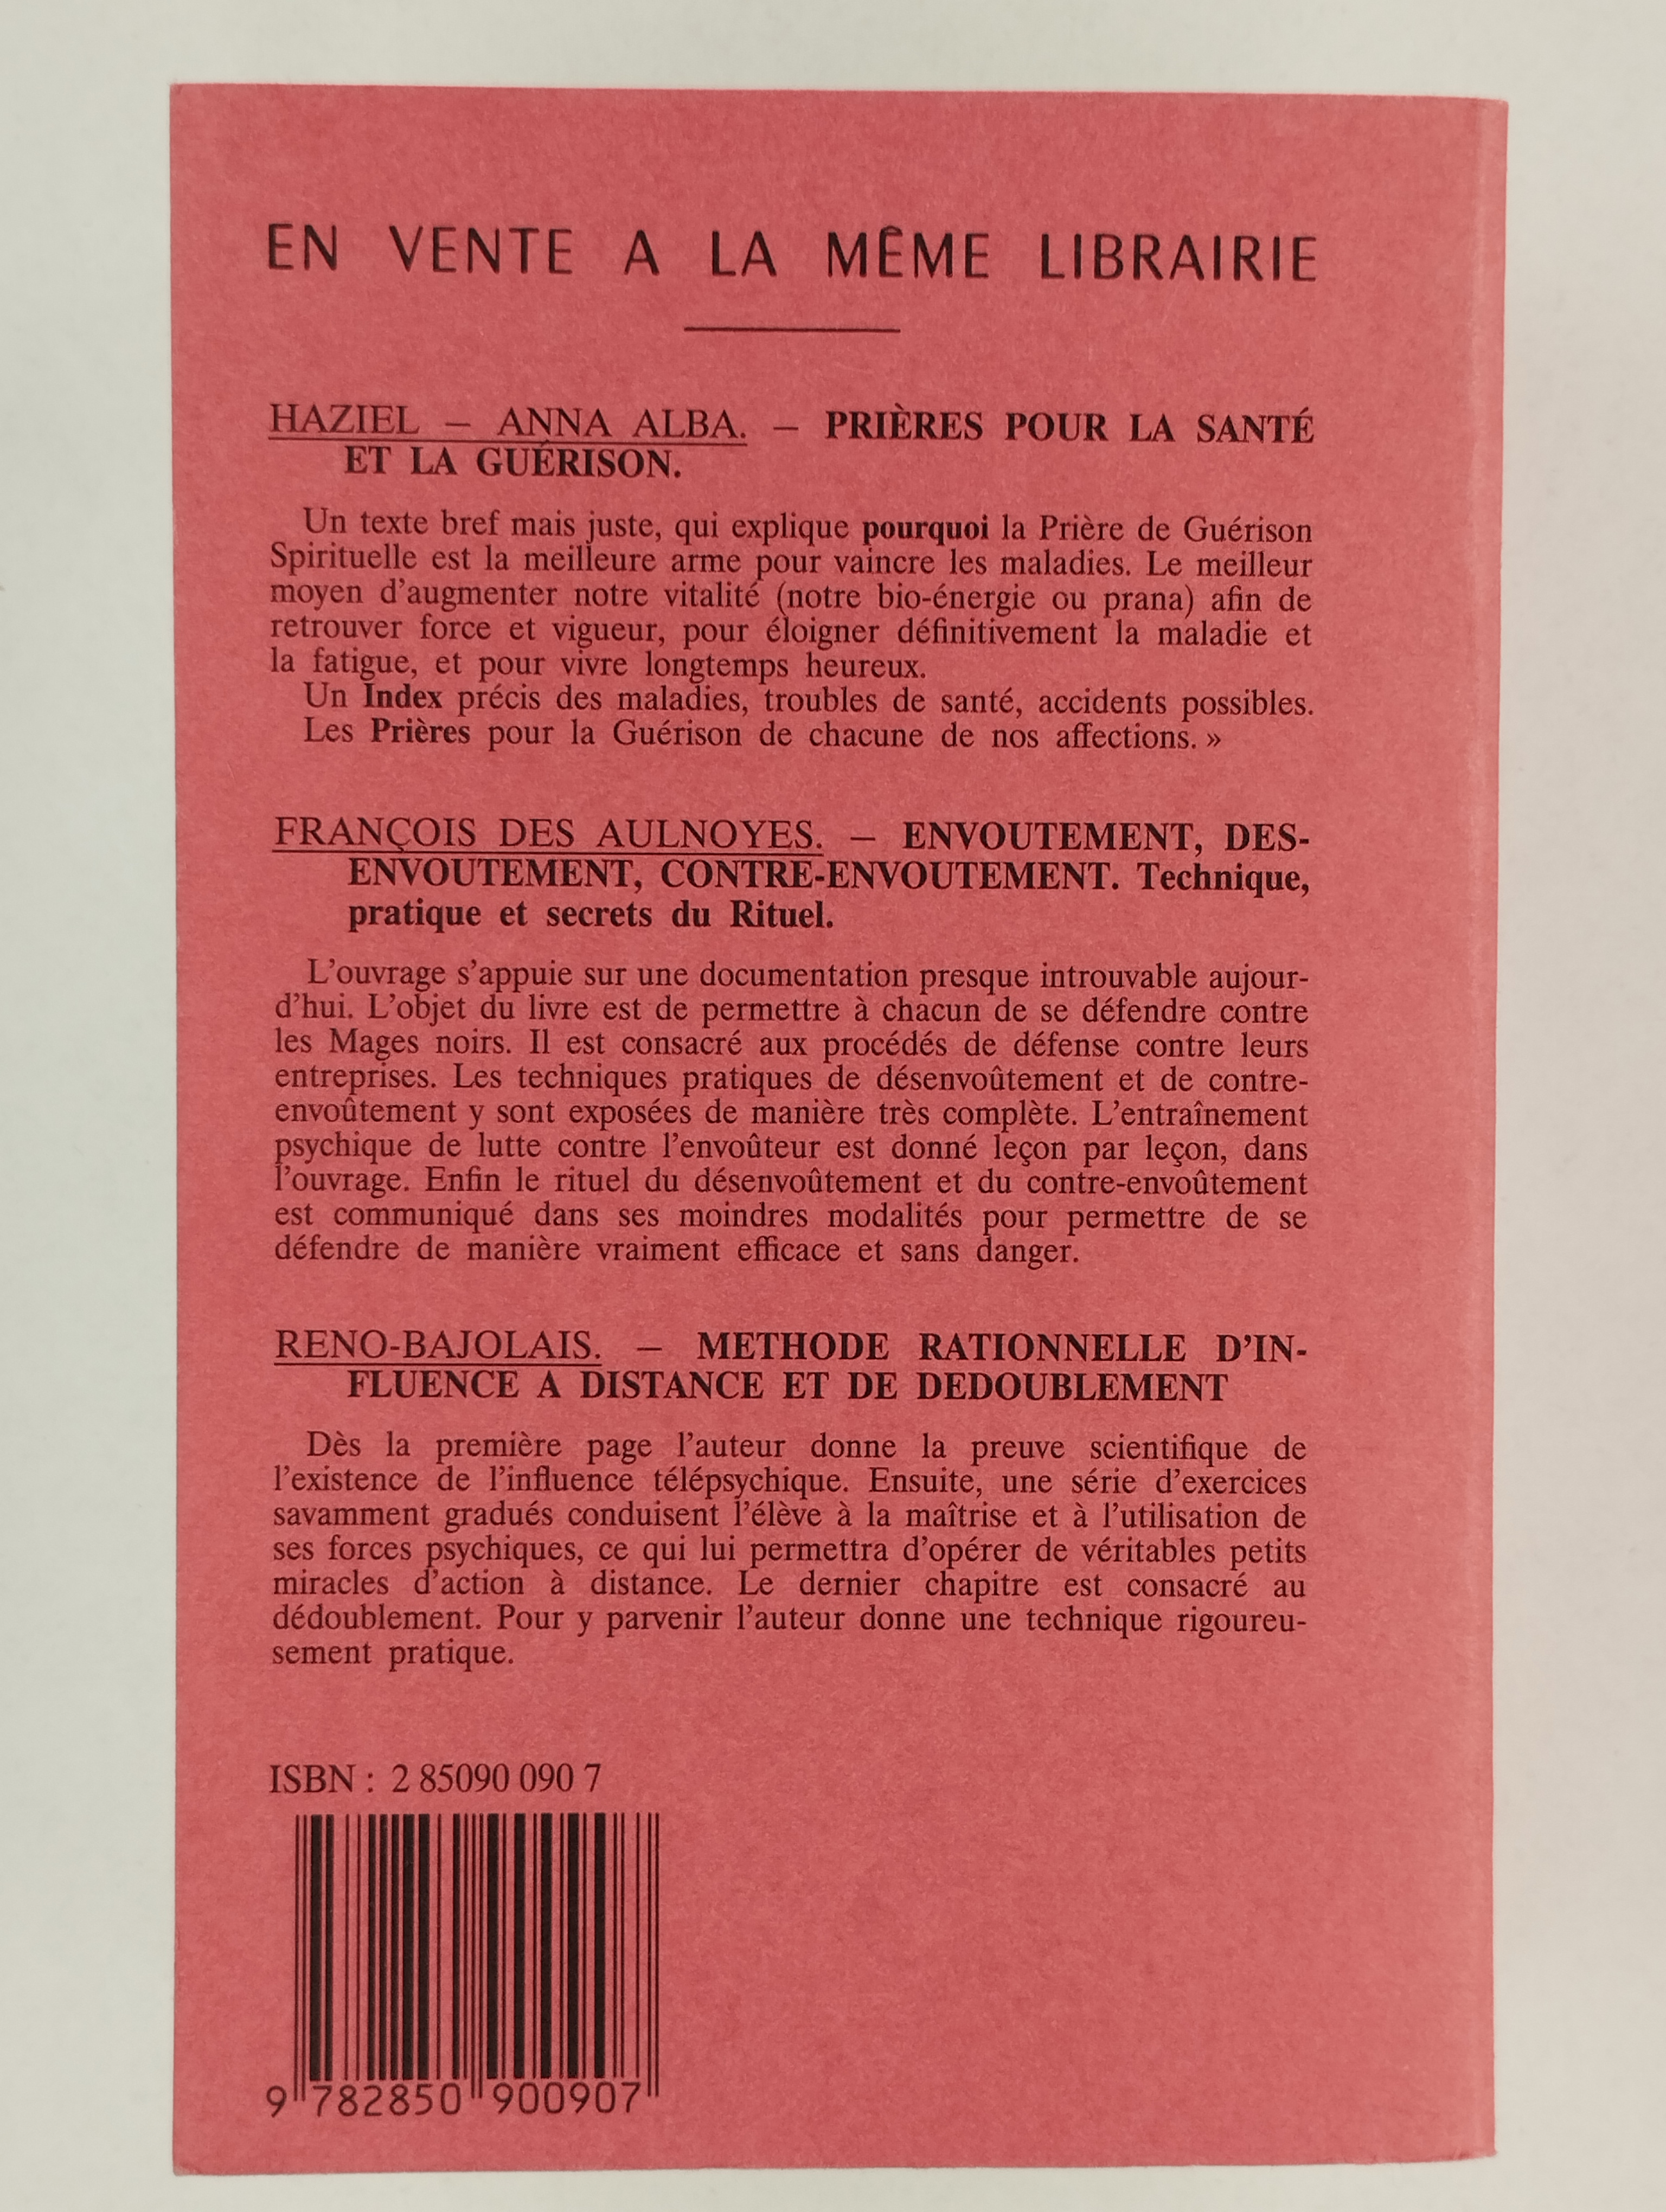 EN VENTE A LA MÊME LIBRAIRIE
HAZIEL – ANNA ALBA. – PRIÈRES POUR LA SANTÉ
ET LA GUÉRISON.
Un texte bref mais juste, qui explique pourquoi la Prière de Guérison
Spirituelle est la meilleure arme pour vaincre les maladies. Le meilleur
moyen d'augmenter notre vitalité (notre bio-énergie ou prana) afin de
retrouver force et vigueur, pour éloigner définitivement la maladie et
la fatigue, et pour vivre longtemps heureux.
Un Index précis des maladies, troubles de santé, accidents possibles.
Les Prières pour la Guérison de chacune de nos affections. »
FRANÇOIS DES AULNOYES. – ENVOUTEMENT, DES-
ENVOUTEMENT, CONTRE-ENVOUTEMENT. Technique,
pratique et secrets du Rituel.
L'ouvrage s'appuie sur une documentation presque introuvable aujour-
d'hui. L'objet du livre est de permettre à chacun de se défendre contre
les Mages noirs. Il est consacré aux procédés de défense contre leurs
entreprises. Les techniques pratiques de désenvoûtement et de contre-
envoûtement y sont exposées de manière très complète. L'entraînement
psychique de lutte contre l'envoûteur est donné leçon par leçon, dans
l'ouvrage. Enfin le rituel du désenvoûtement et du contre-envoûtement
est communiqué dans ses moindres modalités pour permettre de se
défendre de manière vraiment efficace et sans danger.
RENO-BAJOLAIS. – METHODE RATIONNELLE D'IN-
FLUENCE A DISTANCE ET DE DEDOUBLEMENT
Dès la première page l'auteur donne la preuve scientifique de
l'existence de l'influence télépsychique. Ensuite, une série d'exercices
savamment gradués conduisent l'élève à la maîtrise et à l'utilisation de
ses forces psychiques, ce qui lui permettra d'opérer de véritables petits
miracles d'action à distance. Le dernier chapitre est consacré au
dédoublement. Pour y parvenir l'auteur donne une technique rigoureu-
sement pratique.
ISBN : 2 85090 090 7
9 782850 900907